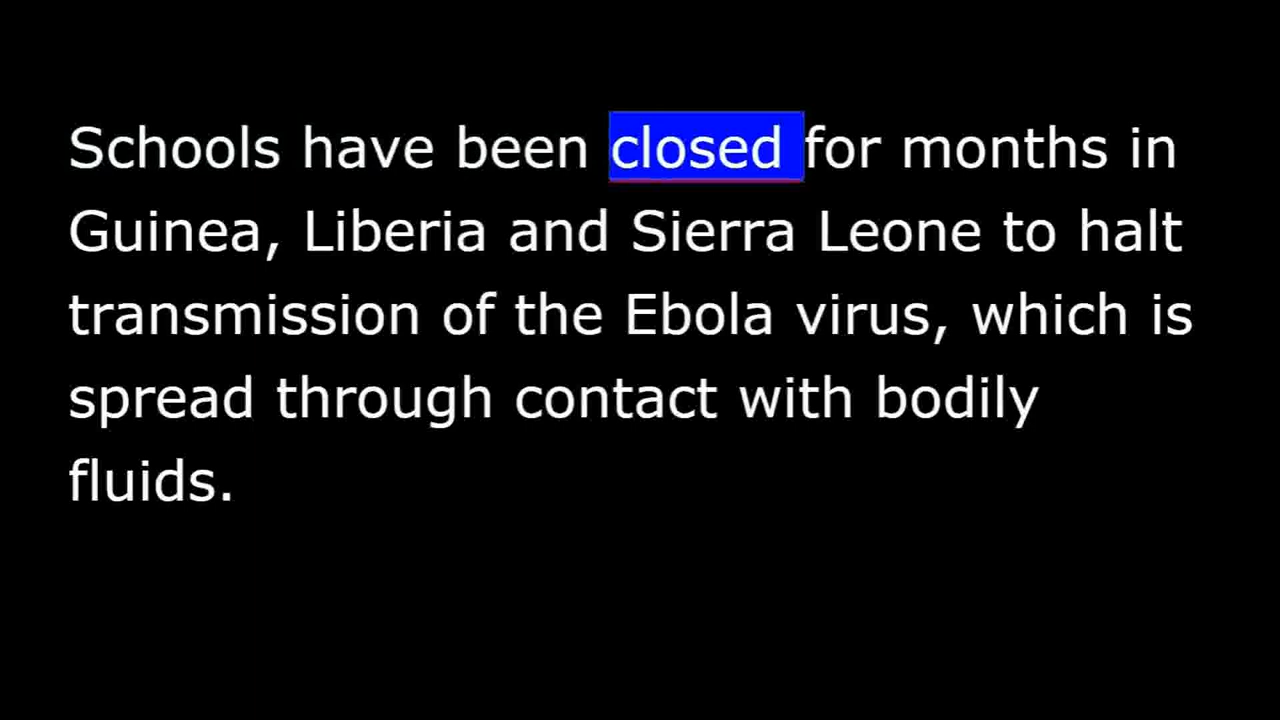 Schools have been closed for months in
Guinea, Liberia and Sierra Leone to halt
transmission of the Ebola virus, which is
spread through contact with bodily
fluids.